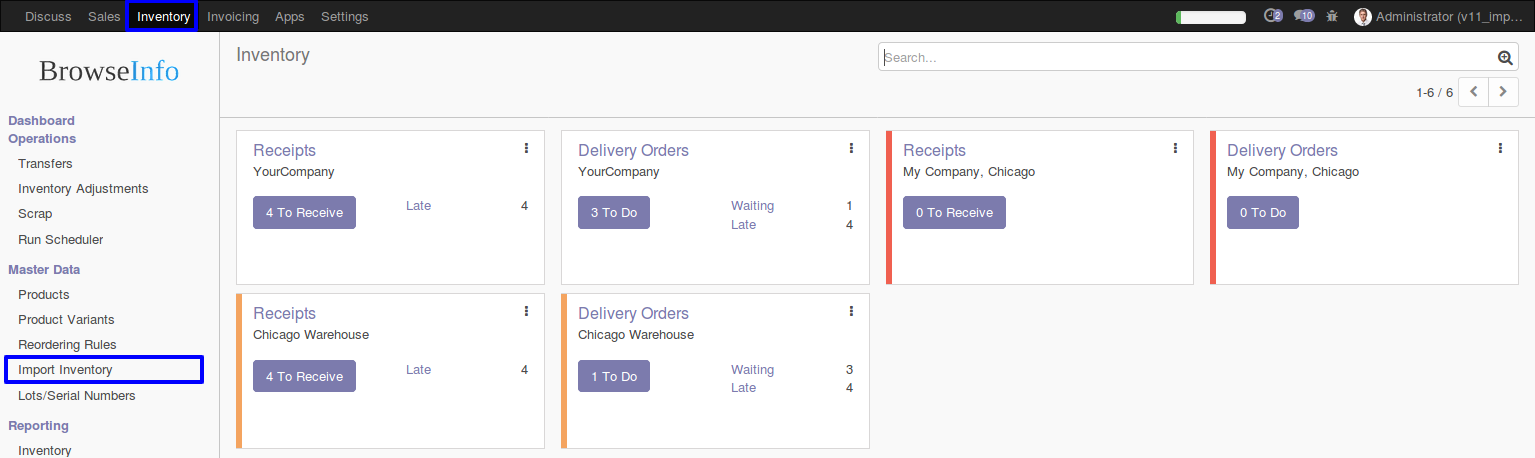 Discuss Sales Inventory Invoicing Apps Settings 2 10 Administrator (v11_imp...
BrowseInfo
Dashboard
Operations
Transfers
Inventory Adjustments
Scrap
Run Scheduler
Master Data
Products
Product Variants
Reordering Rules
Import Inventory
Lots/Serial Numbers
Reporting
Inventory
Inventory
Search...
1-6 / 6
Receipts
YourCompany
4 To Receive
Late 4
Delivery Orders
YourCompany
3 To Do
Waiting 1
Late 4
Receipts
My Company, Chicago
0 To Receive
Delivery Orders
My Company, Chicago
0 To Do
Receipts
Chicago Warehouse
4 To Receive
Late 4
Delivery Orders
Chicago Warehouse
1 To Do
Waiting 3
Late 4